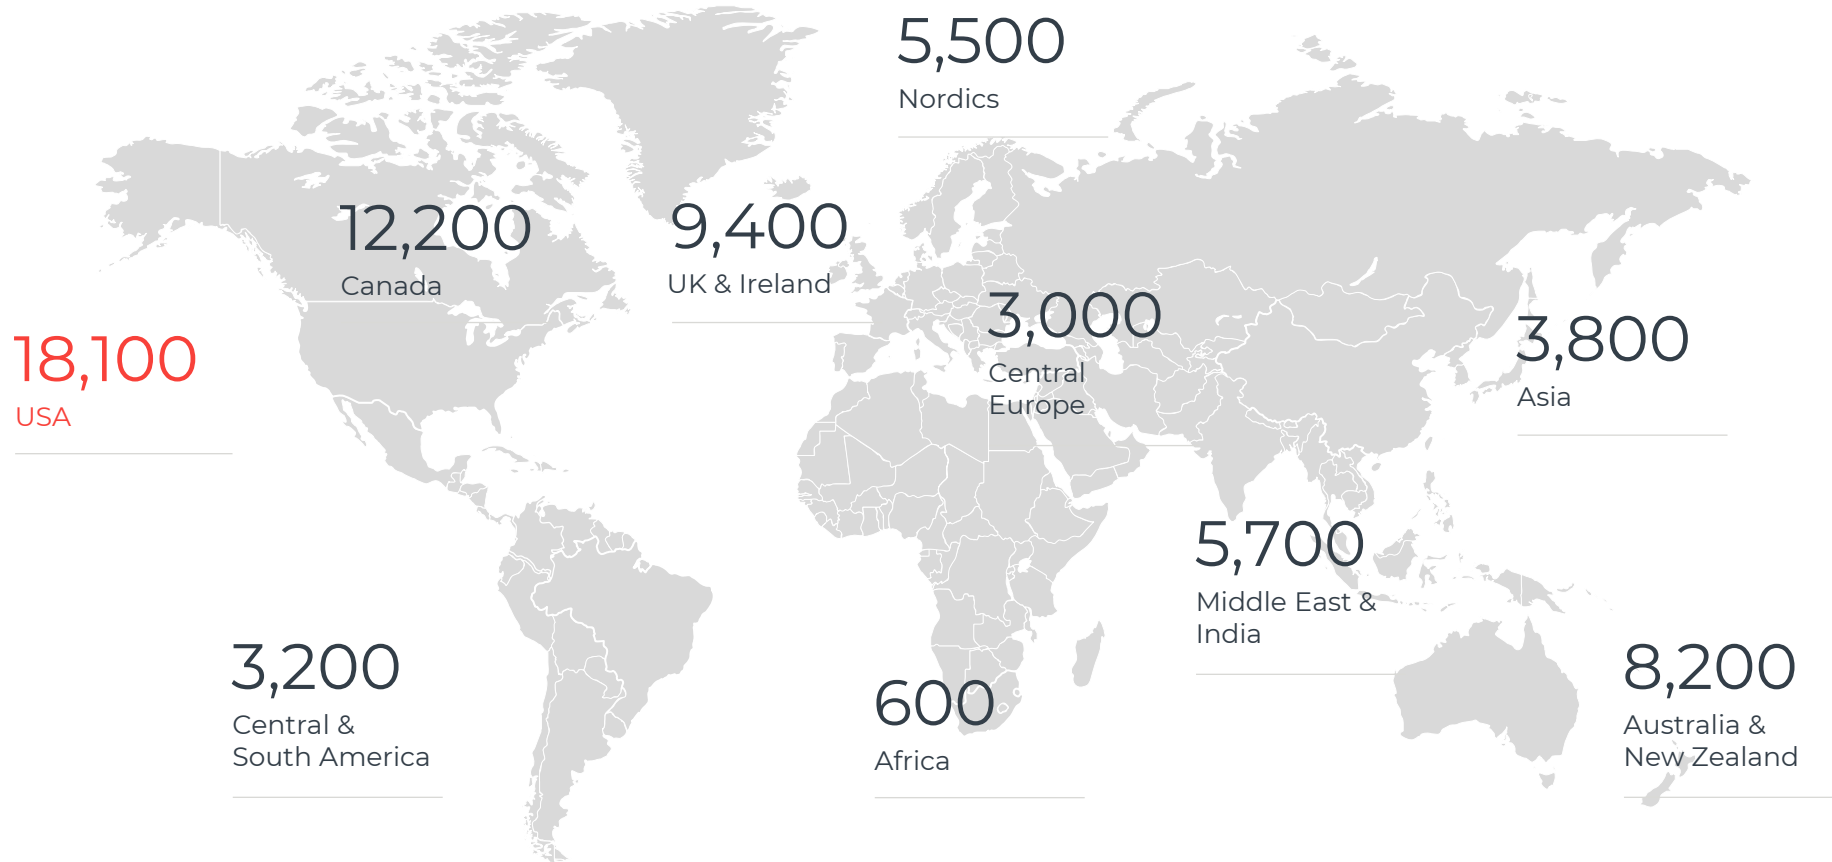 5,500
Nordics
12,200
Canada
9,400
UK & Ireland
3,000
Central
Europe
18,100
USA
3,800
Asia
5,700
Middle East &
India
3,200
Central &
South America
600
Africa
8,200
Australia &
New Zealand